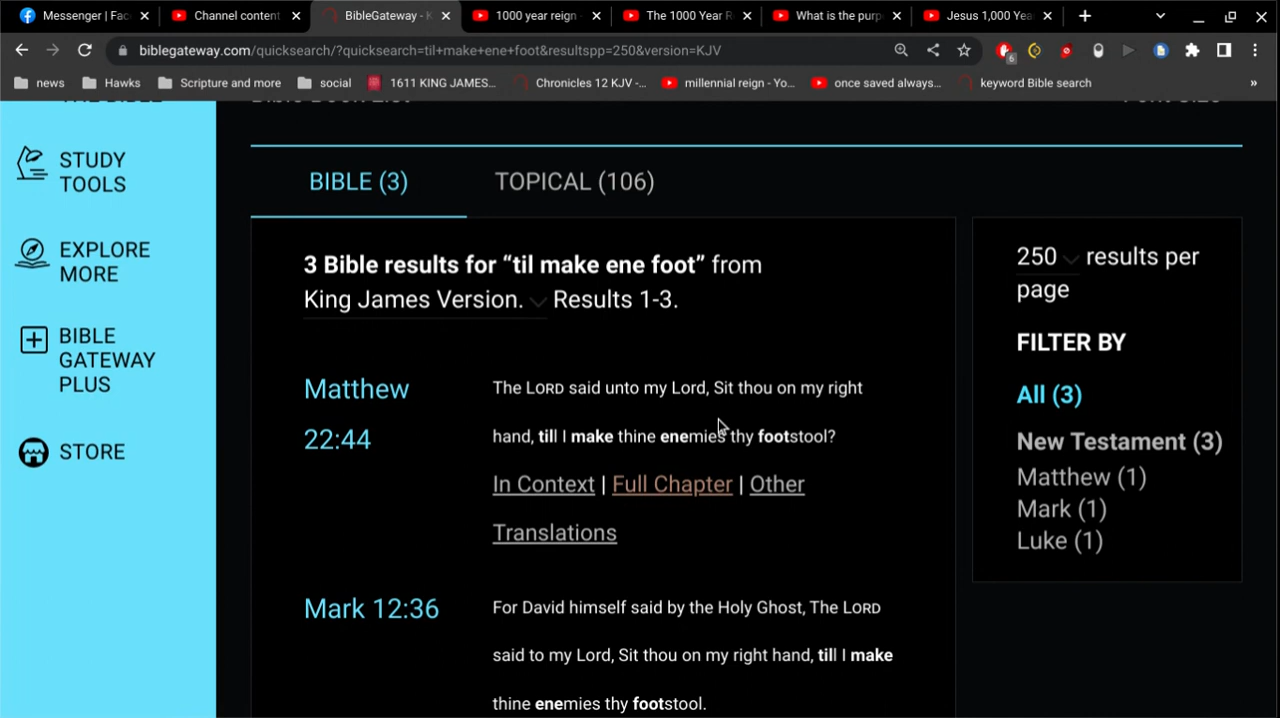 Messenger | Fac
Channel content
BibleGateway - K
1000 year reign -
The 1000 Year R
What is the purp
Jesus 1,000 Yea
biblegateway.com/quicksearch/?quicksearch=til+make+ene+foot&resultspp=250&version=KJV
6
news
Hawks
Scripture and more
social
1611 KING JAMES...
Chronicles 12 KJV -...
millennial reign - Yo...
once saved always...
keyword Bible search
»
STUDY
TOOLS
EXPLORE
MORE
BIBLE
GATEWAY
PLUS
STORE
BIBLE (3)
TOPICAL (106)
3 Bible results for “til make ene foot” from
King James Version. Results 1-3.
Matthew
22:44
The LORD said unto my Lord, Sit thou on my right
hand, till I make thine enemies thy footstool?
In Context | Full Chapter | Other
Translations
Mark 12:36
For David himself said by the Holy Ghost, The LORD
said to my Lord, Sit thou on my right hand, till I make
thine enemies thy footstool.
250 results per
page
FILTER BY
All (3)
New Testament (3)
Matthew (1)
Mark (1)
Luke (1)